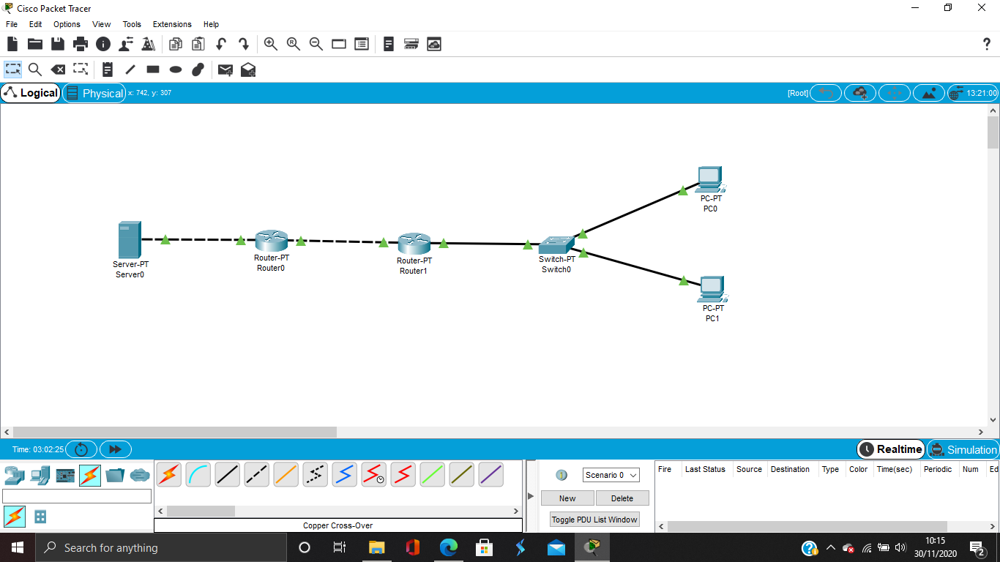 Cisco Packet Tracer
File Edit Options View Tools Extensions Help
Logical Physical x: 742, y: 307 [Root] 13:21:00
PC-PT
PC0
Server-PT
Server0
Router-PT
Router0
Router-PT
Router1
Switch-PT
Switch0
PC-PT
PC1
Time: 03:02:25 Realtime Simulation
Scenario 0
New Delete
Toggle PDU List Window
Fire Last Status Source Destination Type Color Time(sec) Periodic Num Ed
Copper Cross-Over
Search for anything
10:15
30/11/2020
2